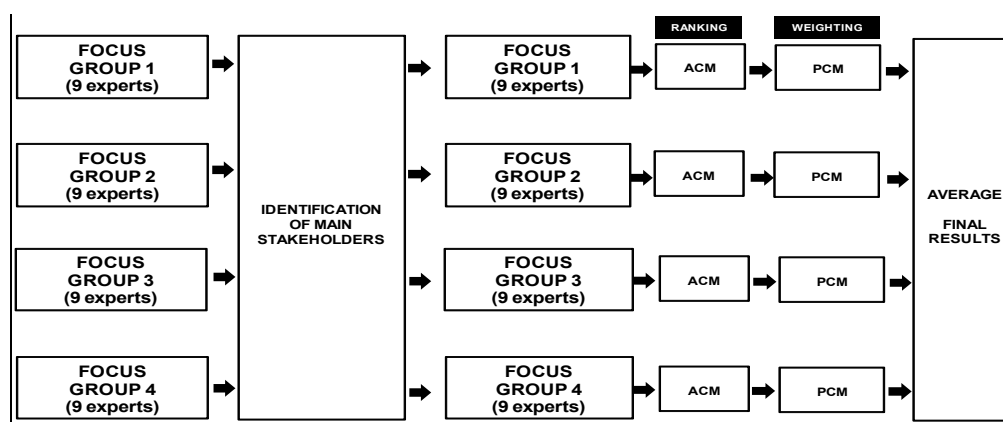 RANKING
WEIGHTING
FOCUS
GROUP 1
(9 experts)
FOCUS
GROUP 1
(9 experts)
ACM
PCM
FOCUS
GROUP 2
(9 experts)
FOCUS
GROUP 2
(9 experts)
ACM
PCM
IDENTIFICATION
OF MAIN
STAKEHOLDERS
AVERAGE
FINAL
RESULTS
FOCUS
GROUP 3
(9 experts)
FOCUS
GROUP 3
(9 experts)
ACM
PCM
FOCUS
GROUP 4
(9 experts)
FOCUS
GROUP 4
(9 experts)
ACM
PCM